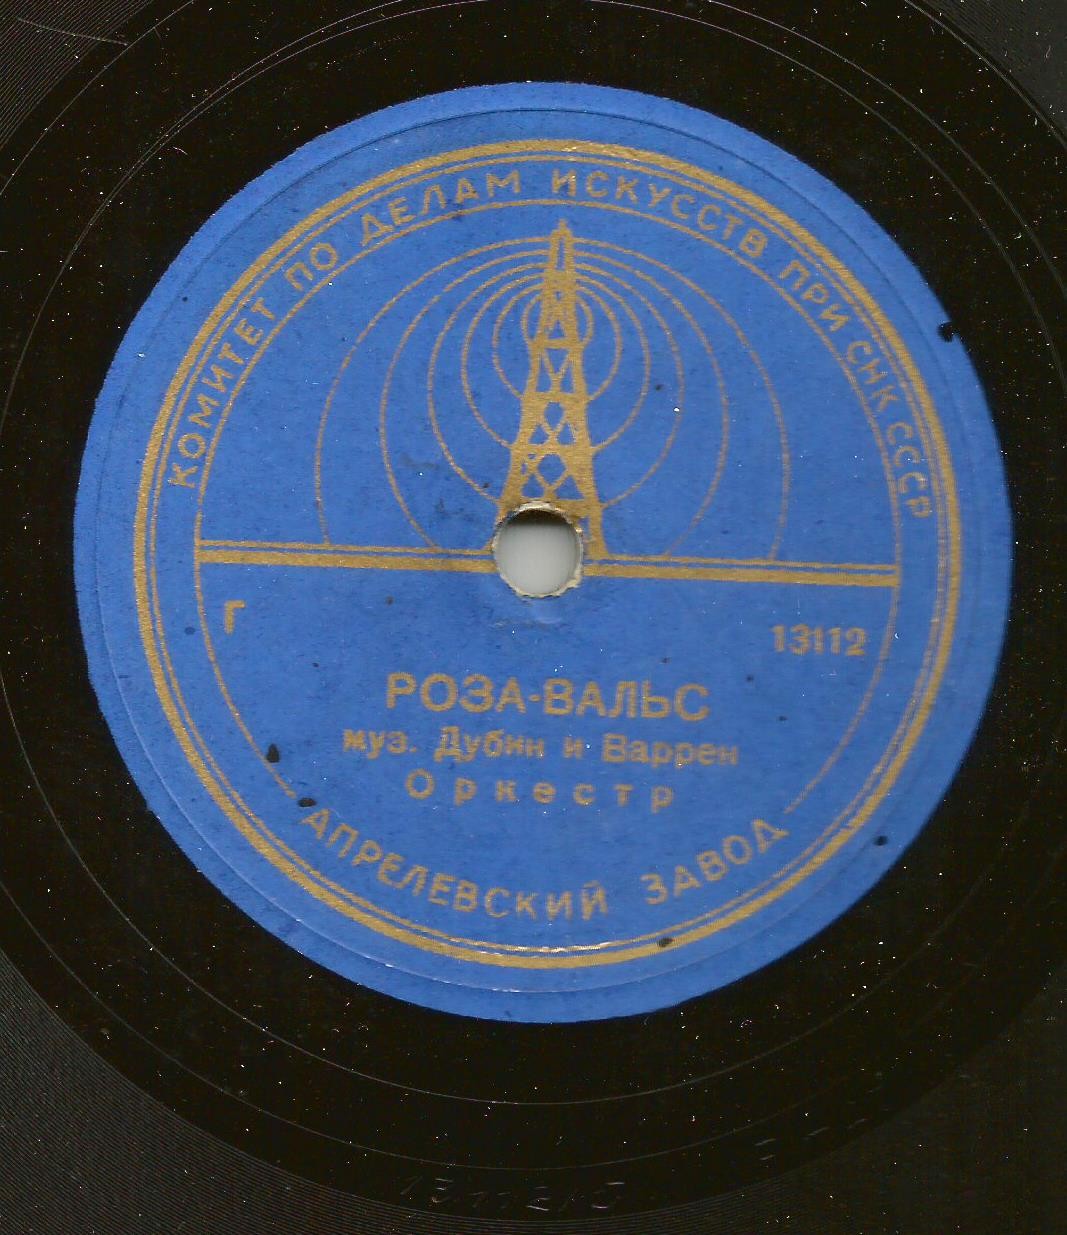 КОМИТЕТ ПО ДЕЛАМ ИСКУССТВ ПРИ СНК СССР
Г
13112
РОЗА-ВАЛЬС
муз. Дубин и Варрен
Оркестр
АПРЕЛЕВСКИЙ ЗАВОД